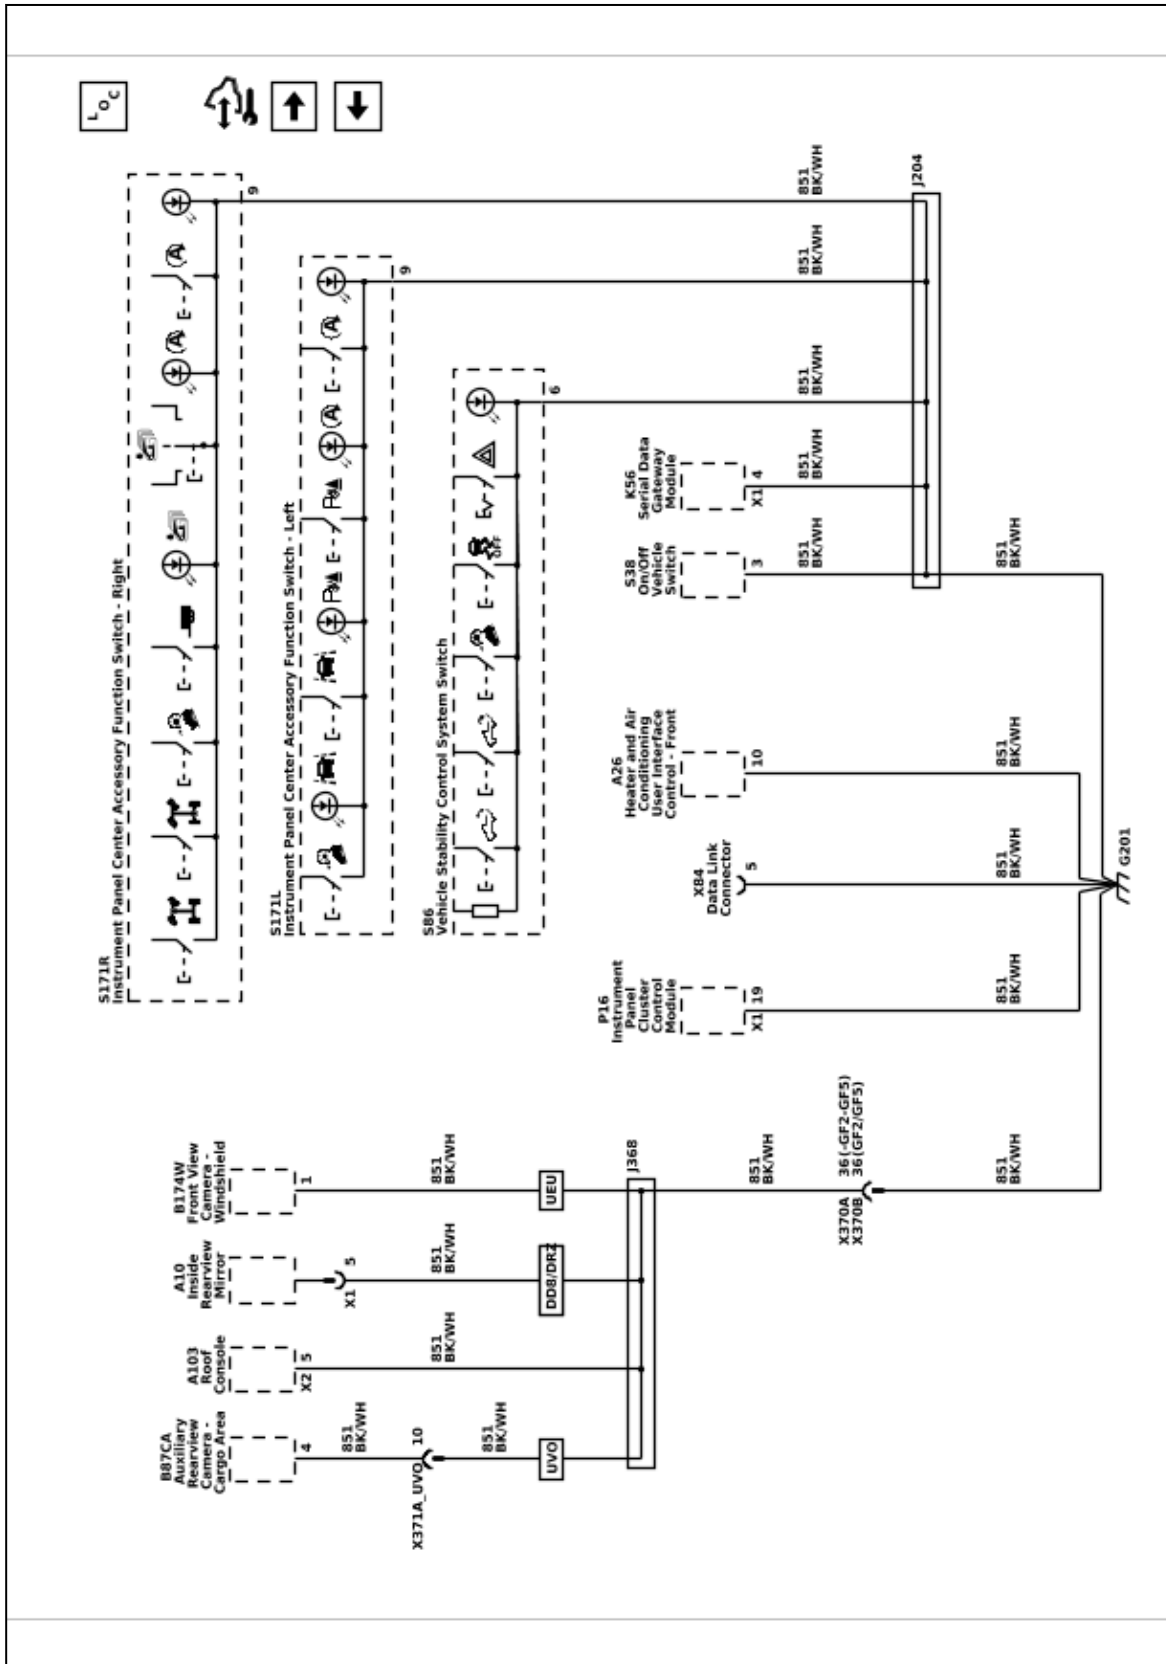 LOC
B87CA
Auxiliary
Rearview
Camera -
Cargo Area
4
851
BK/WH
X371A_UVO
10
851
BK/WH
UVO
A103
Roof
Console
X2
5
851
BK/WH
A10
Inside
Rearview
Mirror
X1
5
851
BK/WH
DD8/DRZ
B174W
Front View
Camera -
Windshield
1
851
BK/WH
UEU
J368
851
BK/WH
X370A
36(-GF2-GF5)
X370B
36(GF2/GF5)
851
BK/WH
S171R
Instrument Panel Center Accessory Function Switch - Right
A
A
9
851
BK/WH
S171L
Instrument Panel Center Accessory Function Switch - Left
A
A
9
851
BK/WH
S86
Vehicle Stability Control System Switch
OFF
6
851
BK/WH
P16
Instrument
Panel
Cluster
Control
Module
X1
19
851
BK/WH
X84
Data Link
Connector
5
851
BK/WH
A26
Heater and Air
Conditioning
User Interface
Control - Front
10
851
BK/WH
S38
On/Off
Vehicle
Switch
3
851
BK/WH
K56
Serial Data
Gateway
Module
X1
4
851
BK/WH
J204
851
BK/WH
G201